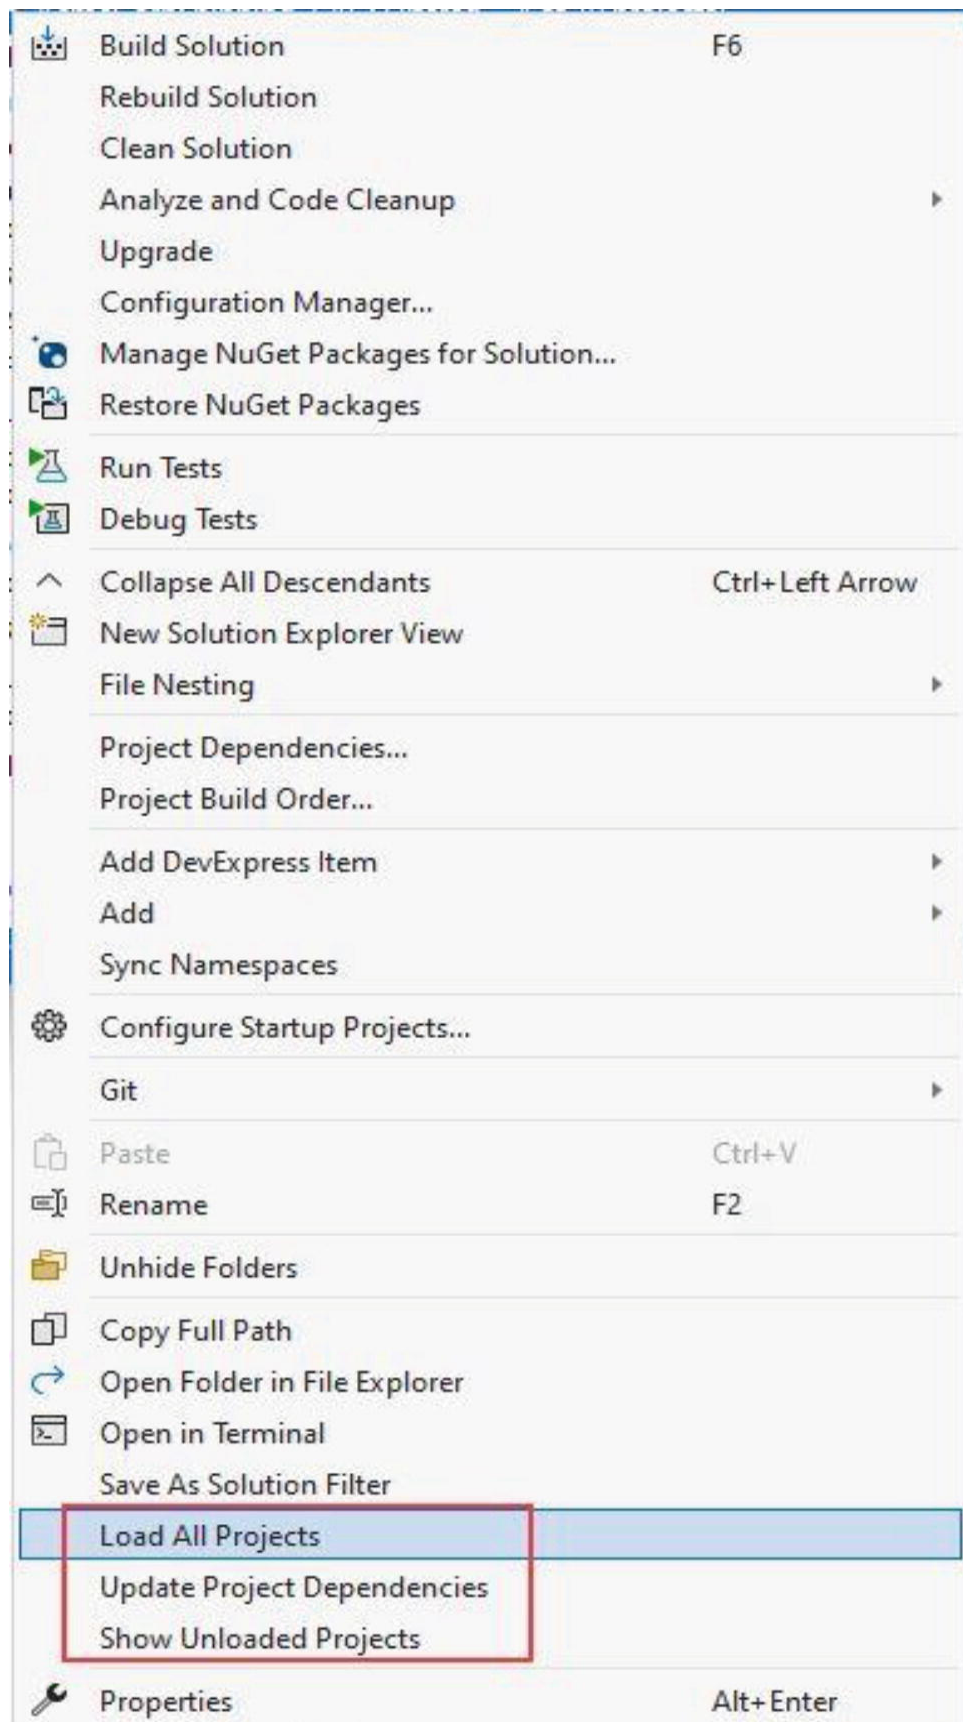 Build Solution F6
Rebuild Solution
Clean Solution
Analyze and Code Cleanup
Upgrade
Configuration Manager...
Manage NuGet Packages for Solution...
Restore NuGet Packages
Run Tests
Debug Tests
Collapse All Descendants Ctrl+Left Arrow
New Solution Explorer View
File Nesting
Project Dependencies...
Project Build Order...
Add DevExpress Item
Add
Sync Namespaces
Configure Startup Projects...
Git
Paste Ctrl+V
Rename F2
Unhide Folders
Copy Full Path
Open Folder in File Explorer
Open in Terminal
Save As Solution Filter
Load All Projects
Update Project Dependencies
Show Unloaded Projects
Properties Alt+Enter